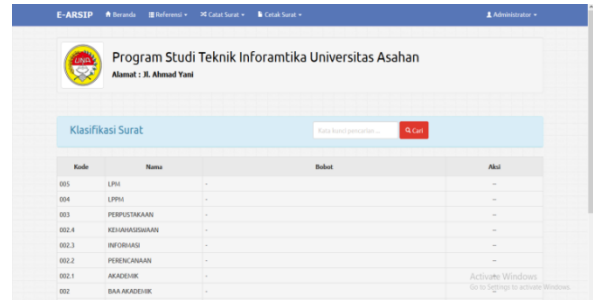 E-ARSIP Beranda Referensi Catat Surat Cetak Surat Administrator
UNA
Program Studi Teknik Inforamtika Universitas Asahan
Alamat : Jl. Ahmad Yani
Klasifikasi Surat Kata kunci pencarian ... Cari
Kode Nama Bobot Aksi
005 LPM - --
004 LPPM - --
003 PERPUSTAKAAN - --
002.4 KEMAHASISWAAN - --
002.3 INFORMASI - --
002.2 PERENCANAAN - --
002.1 AKADEMIK - --
002 BAA AKADEMIK - --
Activate Windows
Go to Settings to activate Windows.